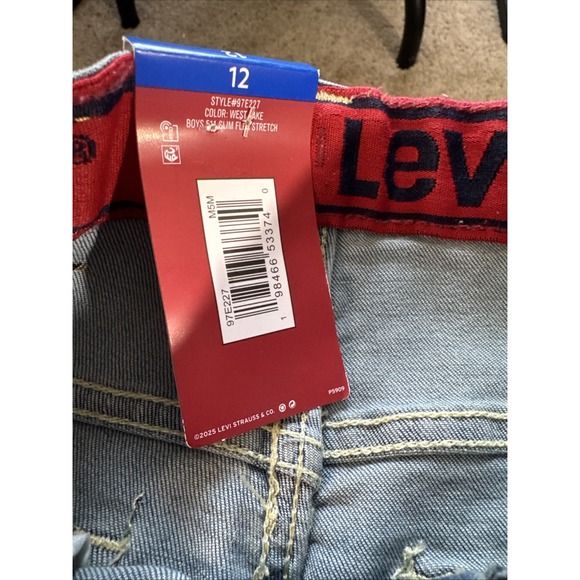 12
STYLE#97E227
COLOR: WEST LAKE
BOYS 511 SLIM FLEX STRETCH
Lev
M5M
97E227
1 98466 53374 0
P5909
©2025 LEVI STRAUSS & CO.